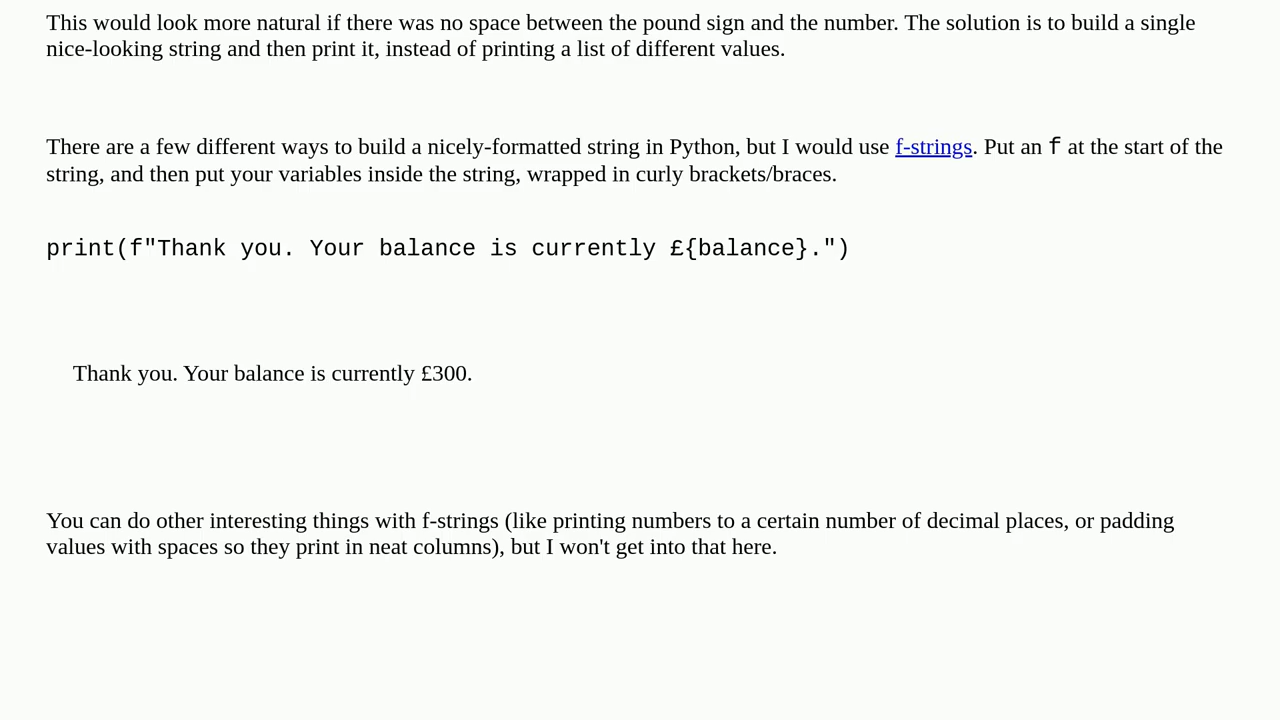 This would look more natural if there was no space between the pound sign and the number. The solution is to build a single
nice-looking string and then print it, instead of printing a list of different values.
There are a few different ways to build a nicely-formatted string in Python, but I would use f-strings. Put an f at the start of the
string, and then put your variables inside the string, wrapped in curly brackets/braces.
print(f"Thank you. Your balance is currently £{balance}.")
Thank you. Your balance is currently £300.
You can do other interesting things with f-strings (like printing numbers to a certain number of decimal places, or padding
values with spaces so they print in neat columns), but I won't get into that here.